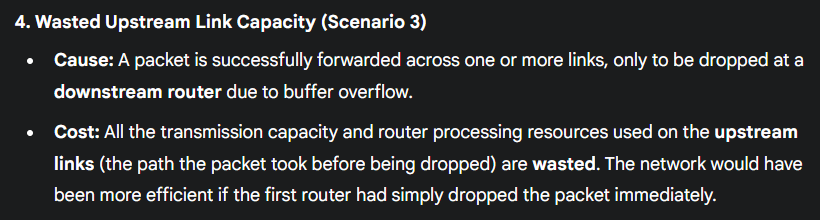 4. Wasted Upstream Link Capacity (Scenario 3)
• Cause: A packet is successfully forwarded across one or more links, only to be dropped at a
downstream router due to buffer overflow.
• Cost: All the transmission capacity and router processing resources used on the upstream
links (the path the packet took before being dropped) are wasted. The network would have
been more efficient if the first router had simply dropped the packet immediately.